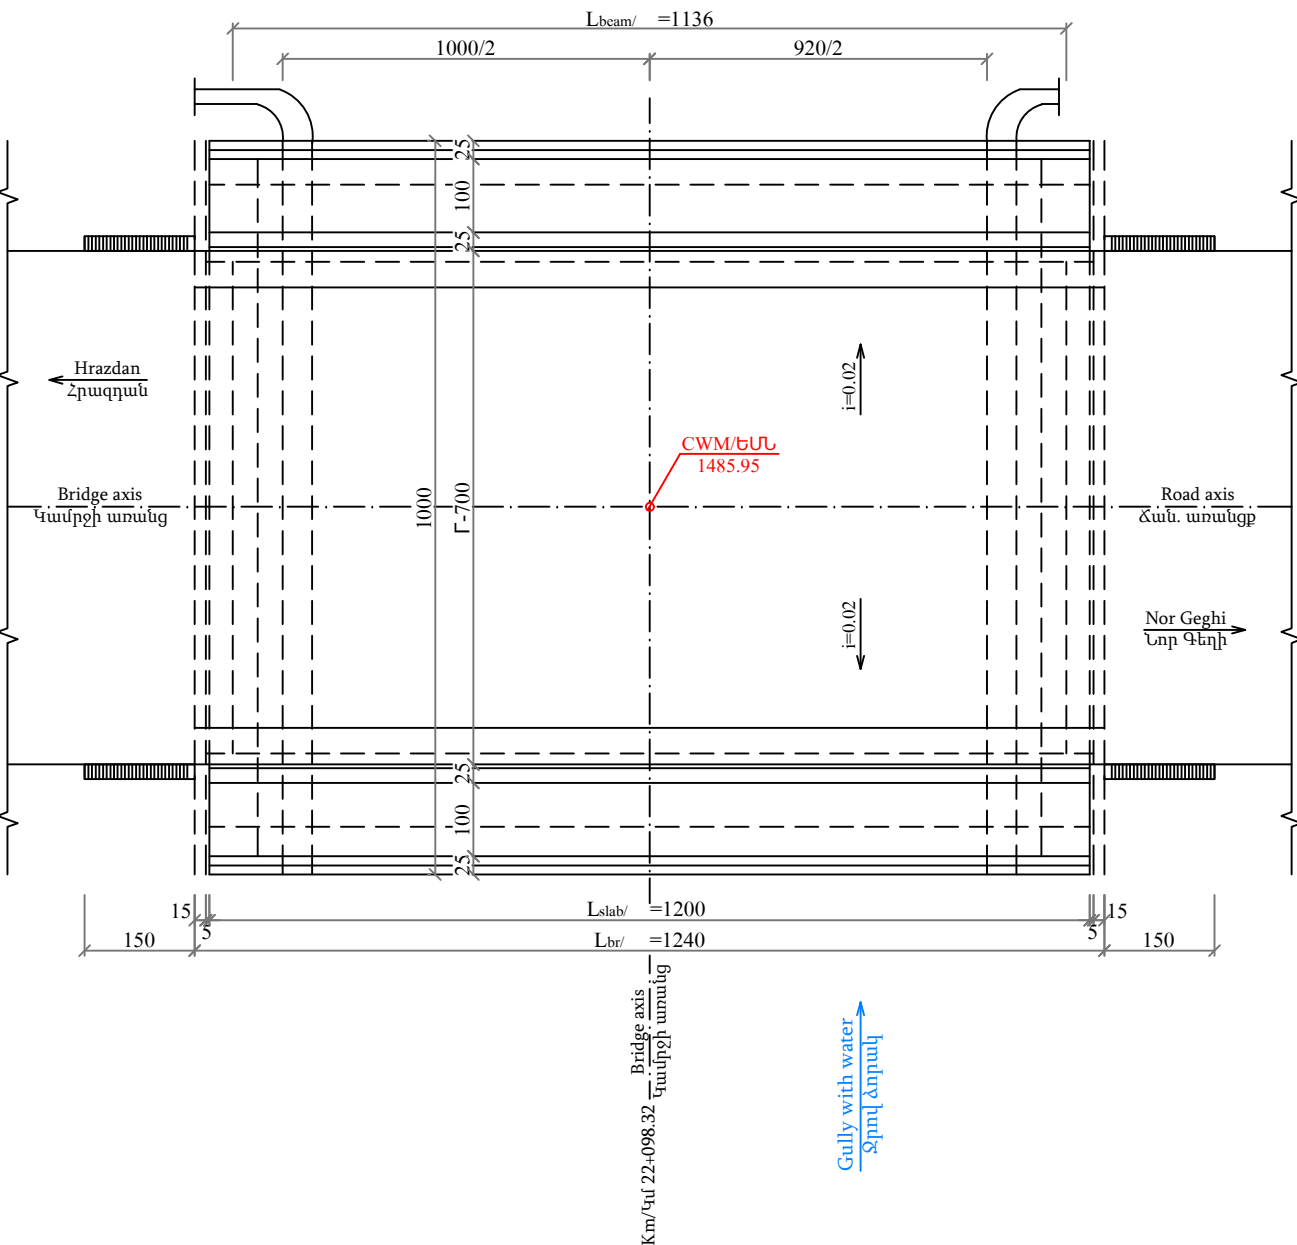 Lbeam/ =1136
1000/2
920/2
25
100
25
Hrazdan
Հրազդան
i=0.02
CWM/ԵՄՆ
1485.95
Bridge axis
Կամրջի առանց
1000
Г-700
Road axis
Ճան. առանցք
i=0.02
Nor Geghi
Նոր Գեղի
25
100
25
15
5
Lslab/ =1200
5
15
150
Lbr/ =1240
150
Bridge axis
Կամրջի առանց
Km/Կմ 22+098.32
Gully with water
Ջրով ձորակ